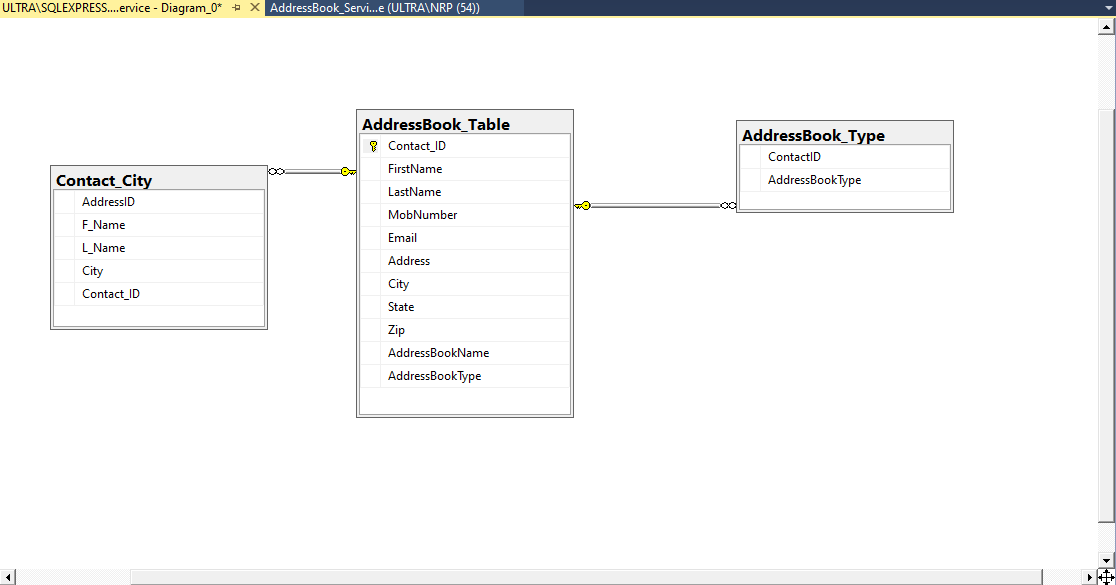 ULTRA\SQLEXPRESS....ervice - Diagram_0*
AddressBook_Servi...e (ULTRA\NRP (54))
Contact_City
AddressID
F_Name
L_Name
City
Contact_ID
AddressBook_Table
Contact_ID
FirstName
LastName
MobNumber
Email
Address
City
State
Zip
AddressBookName
AddressBookType
AddressBook_Type
ContactID
AddressBookType